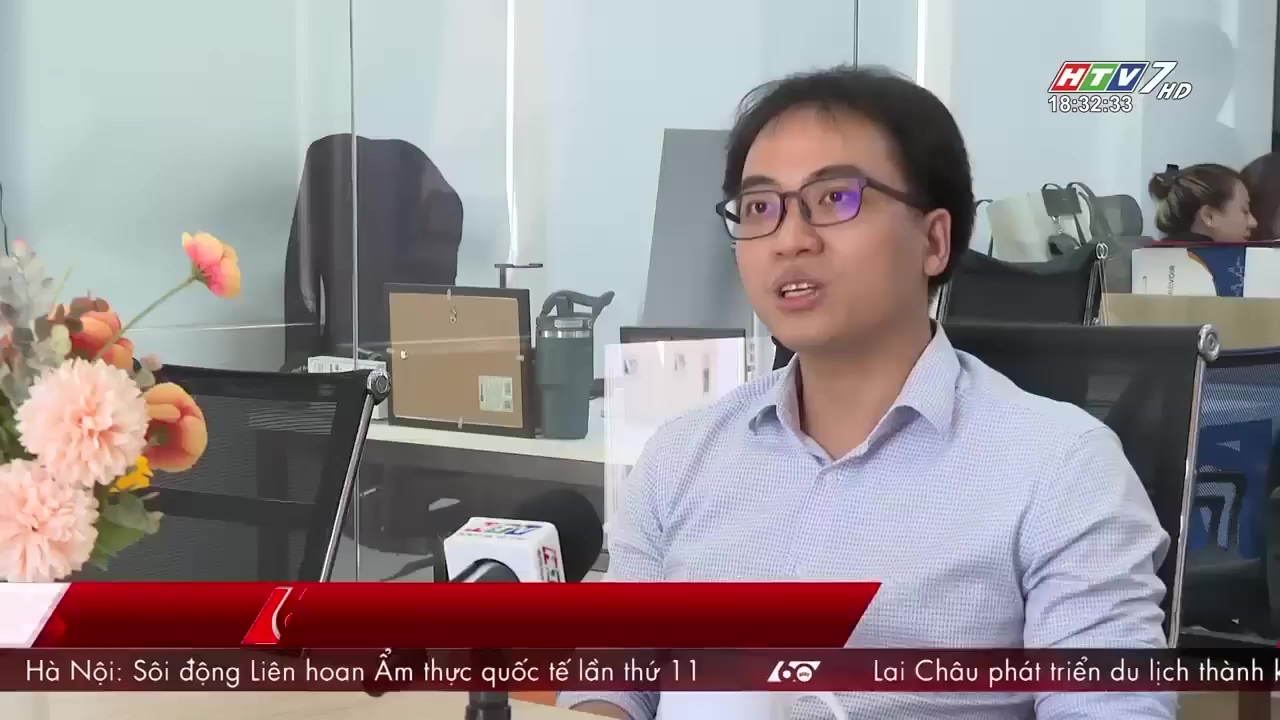 HTV7 HD
18:32:33
Hà Nội: Sôi động Liên hoan Ẩm thực quốc tế lần thứ 11
60
Lai Châu phát triển du lịch thành k